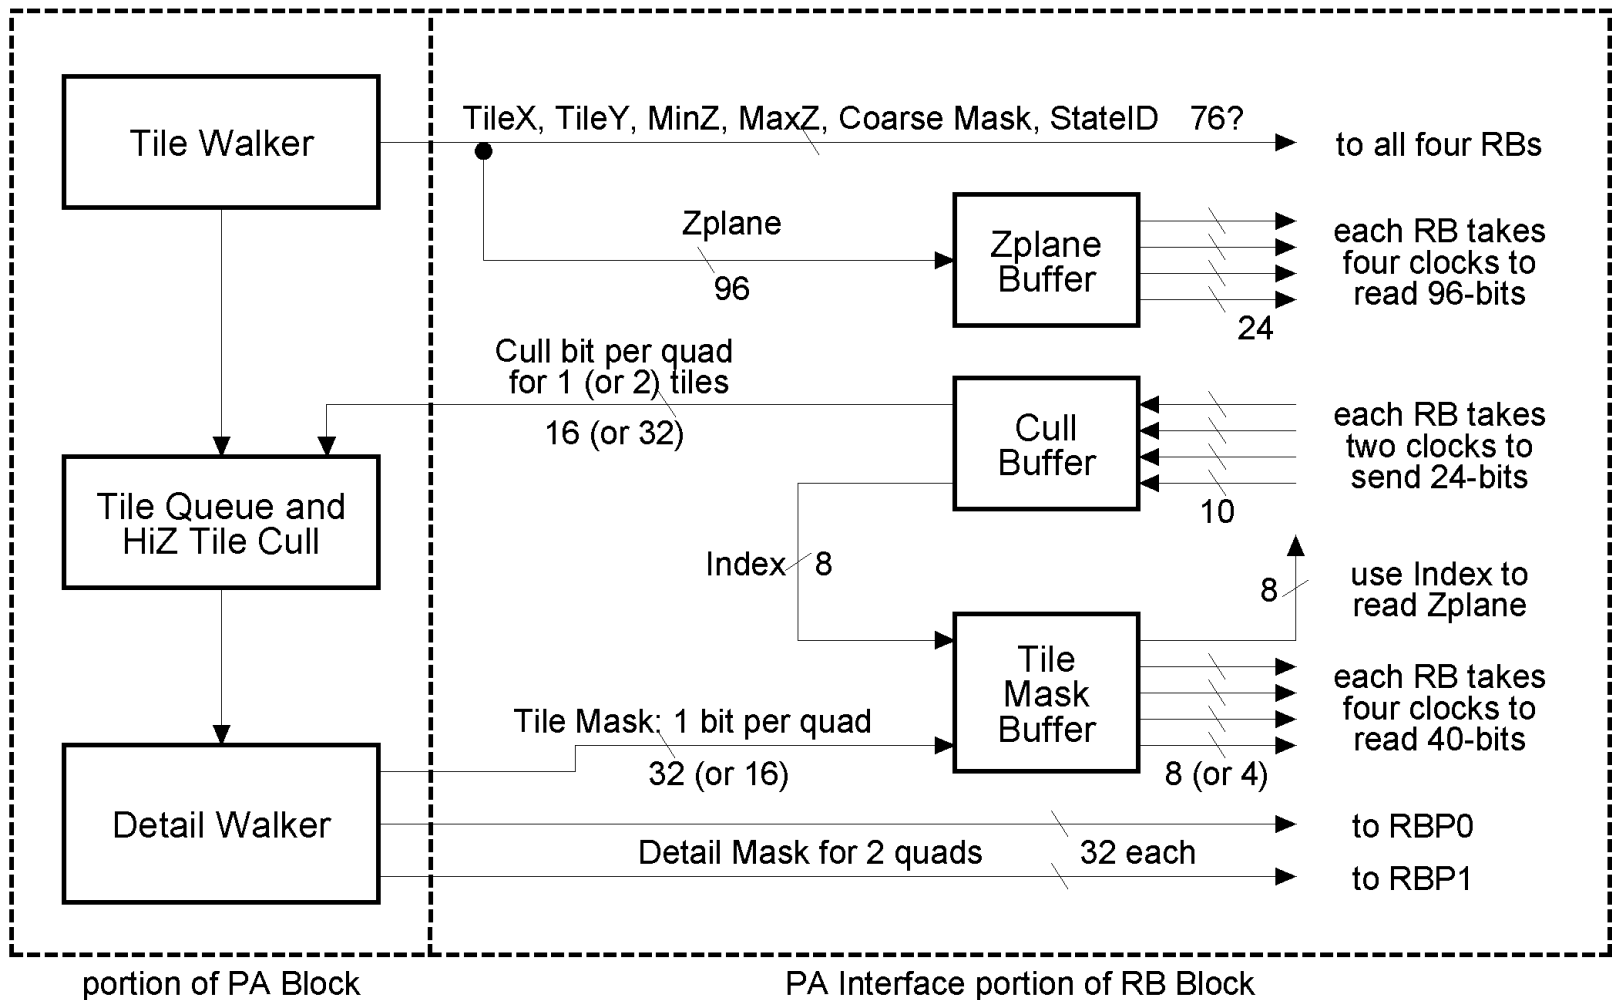 Tile Walker
TileX, TileY, MinZ, MaxZ, Coarse Mask, StateID 76?
to all four RBs
Zplane
96
Zplane
Buffer
24
each RB takes
four clocks to
read 96-bits
Cull bit per quad
for 1 (or 2) tiles
16 (or 32)
Cull
Buffer
10
each RB takes
two clocks to
send 24-bits
Tile Queue and
HiZ Tile Cull
Index
8
8
use Index to
read Zplane
Tile
Mask
Buffer
Tile Mask: 1 bit per quad
32 (or 16)
8 (or 4)
each RB takes
four clocks to
read 40-bits
Detail Walker
Detail Mask for 2 quads
32 each
to RBP0
to RBP1
portion of PA Block
PA Interface portion of RB Block